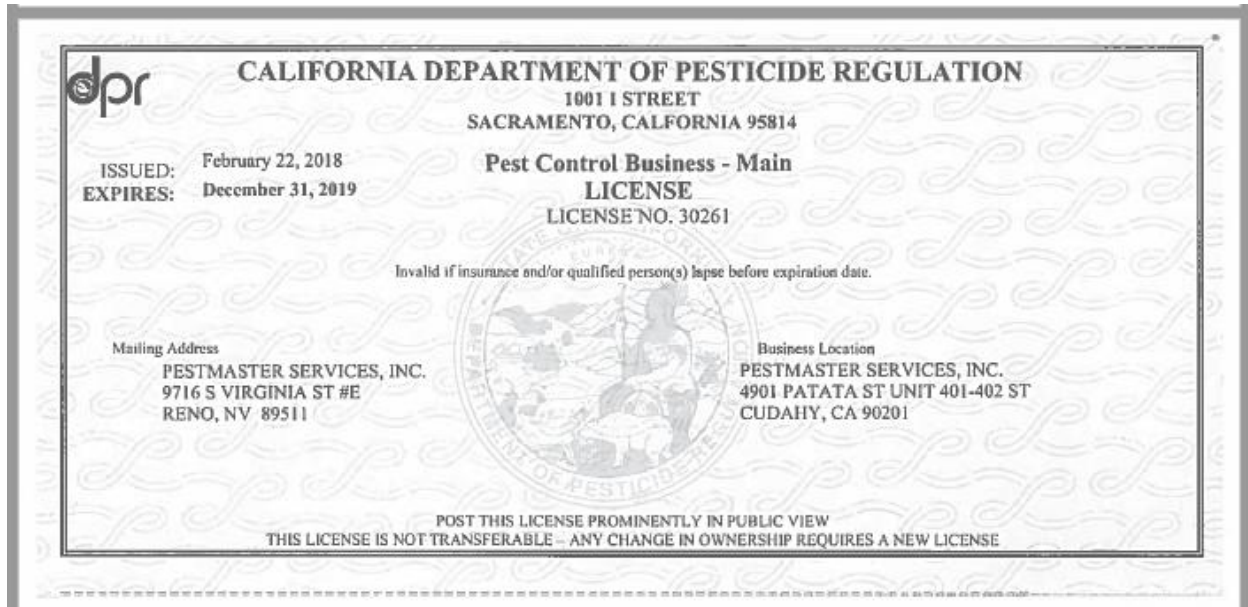 dpr
CALIFORNIA DEPARTMENT OF PESTICIDE REGULATION
1001 I STREET
SACRAMENTO, CALFORNIA 95814
ISSUED: February 22, 2018
EXPIRES: December 31, 2019
Pest Control Business - Main
LICENSE
LICENSE NO. 30261
Invalid if insurance and/or qualified person(s) lapse before expiration date.
Mailing Address
PESTMASTER SERVICES, INC.
9716 S VIRGINIA ST #E
RENO, NV 89511
Business Location
PESTMASTER SERVICES, INC.
4901 PATATA ST UNIT 401-402 ST
CUDAHY, CA 90201
POST THIS LICENSE PROMINENTLY IN PUBLIC VIEW
THIS LICENSE IS NOT TRANSFERABLE – ANY CHANGE IN OWNERSHIP REQUIRES A NEW LICENSE